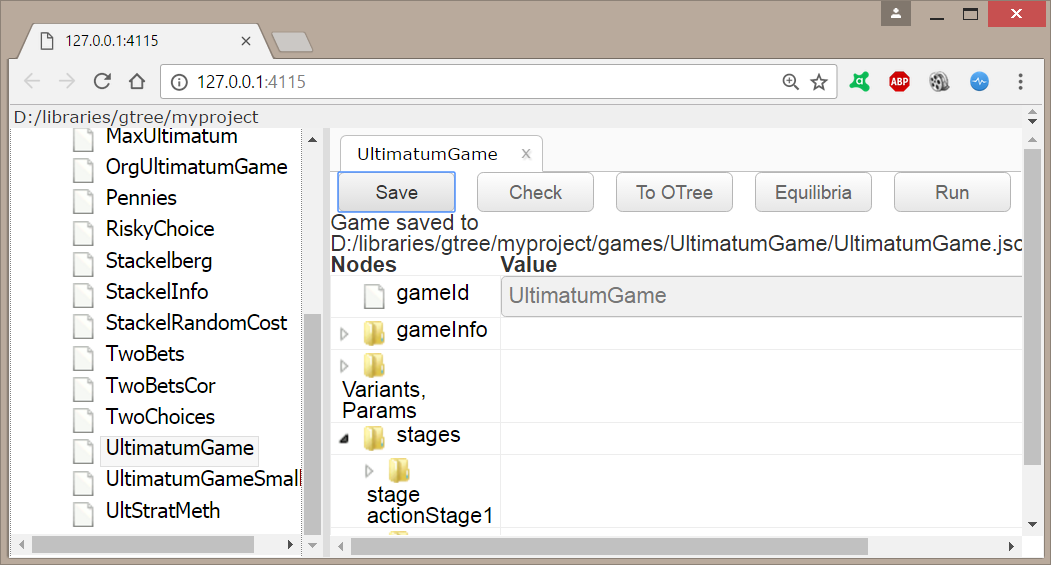 127.0.0.1:4115
127.0.0.1:4115
ABP
D:/libraries/gtree/myproject
MaxUltimatum
OrgUltimatumGame
Pennies
RiskyChoice
Stackelberg
StackelInfo
StackelRandomCost
TwoBets
TwoBetsCor
TwoChoices
UltimatumGame
UltimatumGameSmall
UltStratMeth
UltimatumGame x
Save Check To OTree Equilibria Run
Game saved to
D:/libraries/gtree/myproject/games/UltimatumGame/UltimatumGame.jsc
Nodes Value
gameId UltimatumGame
gameInfo
Variants,
Params
stages
stage
actionStage1